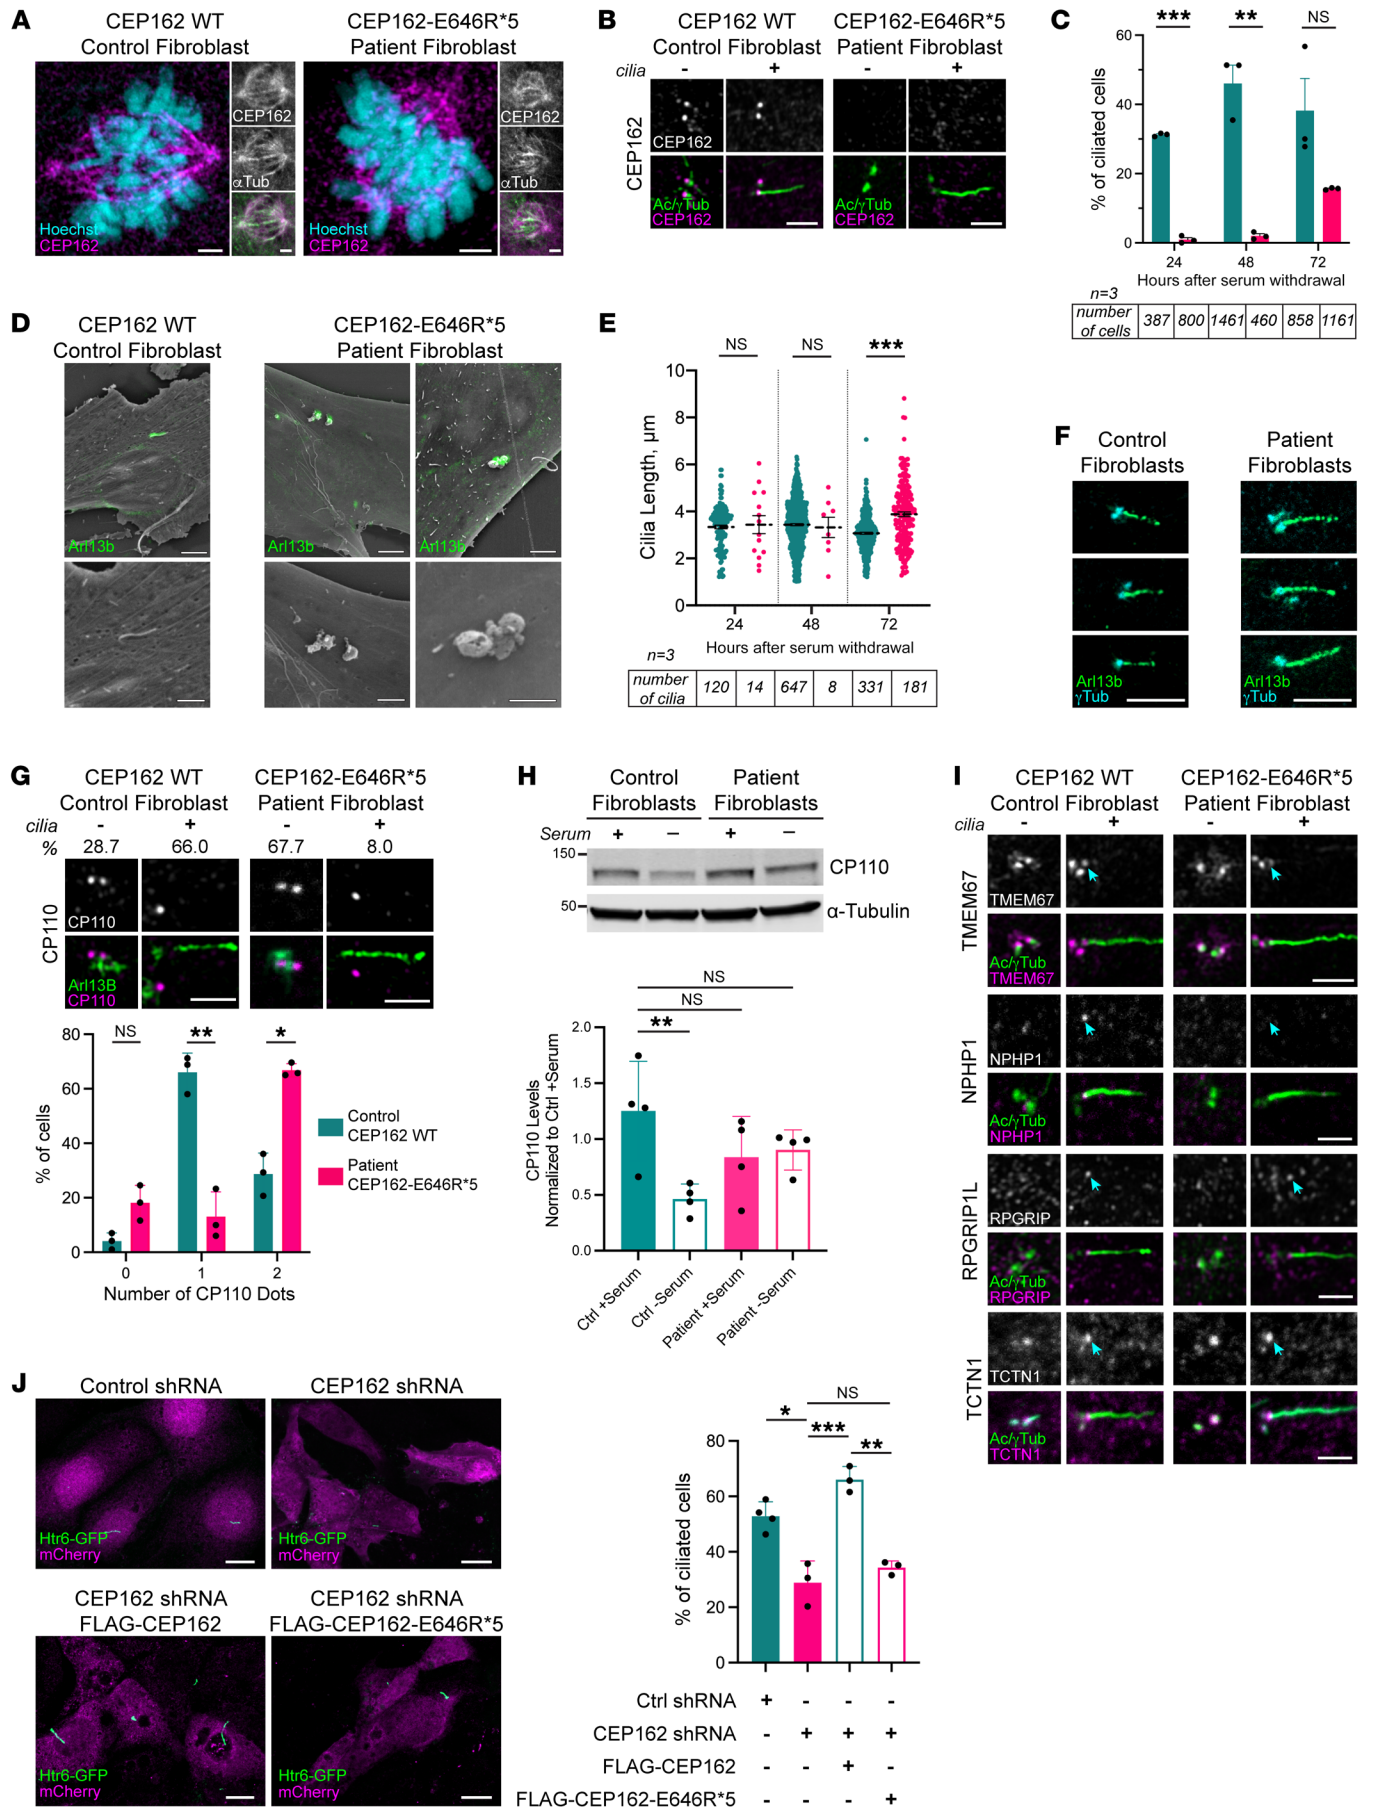 A
CEP162 WT
Control Fibroblast
CEP162-E646R*5
Patient Fibroblast
Hoechst
CEP162
CEP162
αTub
Hoechst
CEP162
CEP162
αTub
B
CEP162 WT
Control Fibroblast
CEP162-E646R*5
Patient Fibroblast
cilia - + - +
CEP162
CEP162
Ac/γTub
CEP162
Ac/γTub
CEP162
C
*** ** NS
% of ciliated cells
60
40
20
0
24 48 72
Hours after serum withdrawal
n=3
number of cells 387 800 1461 460 858 1161
D
CEP162 WT
Control Fibroblast
CEP162-E646R*5
Patient Fibroblast
Arl13b
Arl13b
Arl13b
E
NS NS ***
Cilia Length, μm
10
8
6
4
2
0
24 48 72
Hours after serum withdrawal
n=3
number of cilia 120 14 647 8 331 181
F
Control
Fibroblasts
Patient
Fibroblasts
Arl13b
γTub
Arl13b
γTub
G
CEP162 WT
Control Fibroblast
CEP162-E646R*5
Patient Fibroblast
cilia - + - +
% 28.7 66.0 67.7 8.0
CP110
CP110
Arl13B
CP110
NS ** *
% of cells
80
60
40
20
0
0 1 2
Number of CP110 Dots
Control
CEP162 WT
Patient
CEP162-E646R*5
H
Control
Fibroblasts
Patient
Fibroblasts
Serum + – + –
150
CP110
50
α-Tubulin
NS
NS
**
CP110 Levels
Normalized to Ctrl +Serum
2.0
1.5
1.0
0.5
0.0
Ctrl +Serum
Ctrl -Serum
Patient +Serum
Patient -Serum
I
CEP162 WT
Control Fibroblast
CEP162-E646R*5
Patient Fibroblast
cilia - + - +
TMEM67
TMEM67
Ac/γTub
TMEM67
NPHP1
NPHP1
Ac/γTub
NPHP1
RPGRIP1L
RPGRIP
Ac/γTub
RPGRIP
TCTN1
TCTN1
Ac/γTub
TCTN1
J
Control shRNA
CEP162 shRNA
Htr6-GFP
mCherry
Htr6-GFP
mCherry
CEP162 shRNA
FLAG-CEP162
CEP162 shRNA
FLAG-CEP162-E646R*5
Htr6-GFP
mCherry
Htr6-GFP
mCherry
NS
* *** **
% of ciliated cells
80
60
40
20
0
Ctrl shRNA + - - -
CEP162 shRNA - + + +
FLAG-CEP162 - - + -
FLAG-CEP162-E646R*5 - - - +